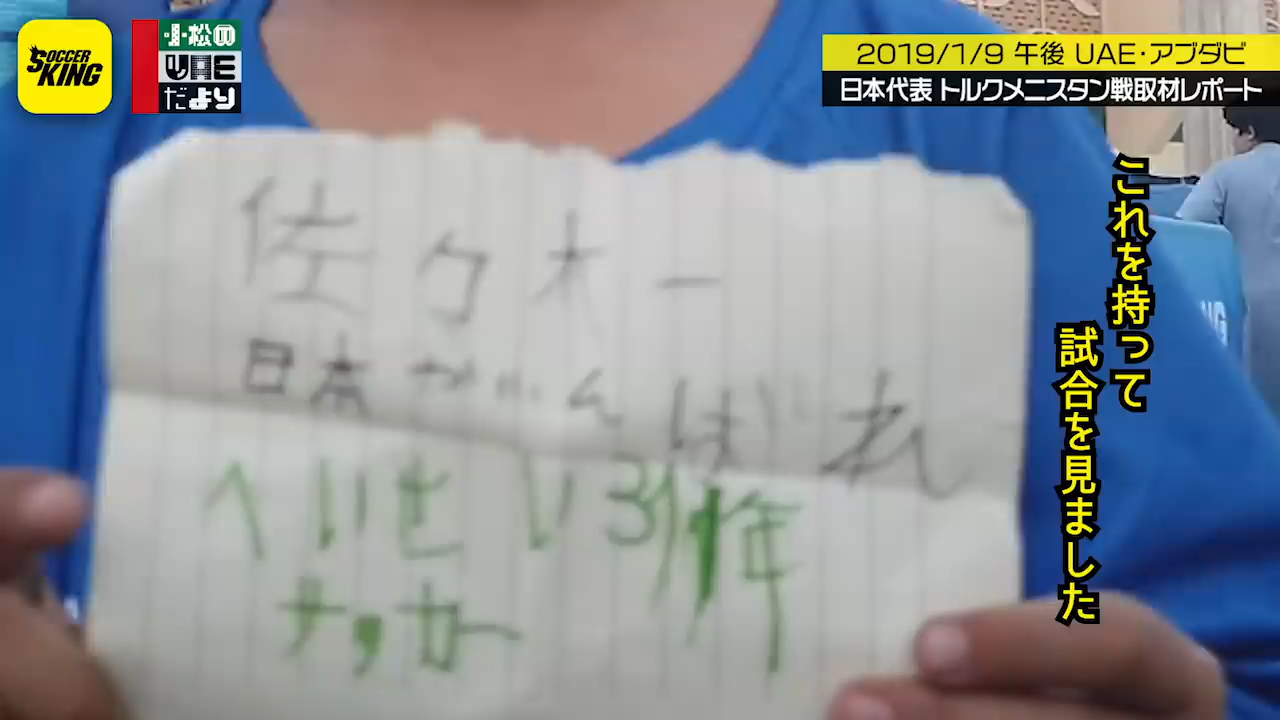 SOCCER
KING
小松の
UAE
だより
2019/1/9 午後 UAE・アブダビ
日本代表 トルクメニスタン戦取材レポート
これを持って
試合を見ました
佐々木一
日本がんばれ
へいせい31年
サッカー
NG